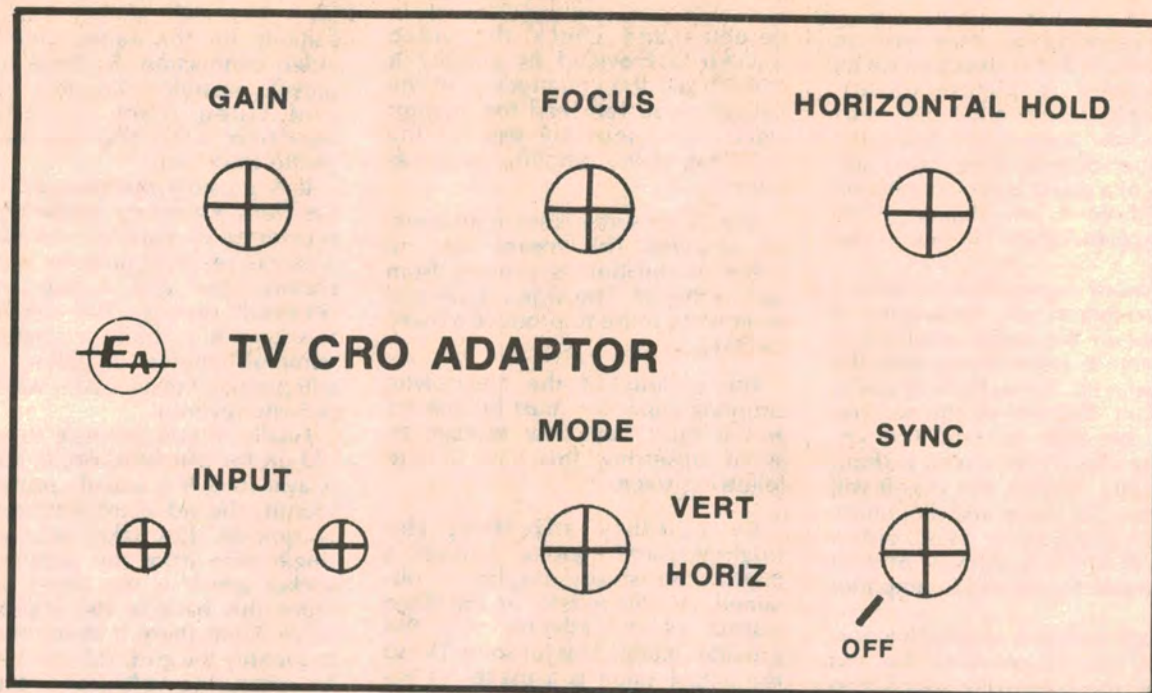 GAIN FOCUS HORIZONTAL HOLD
EA TV CRO ADAPTOR
MODE SYNC
INPUT
VERT
HORIZ
OFF